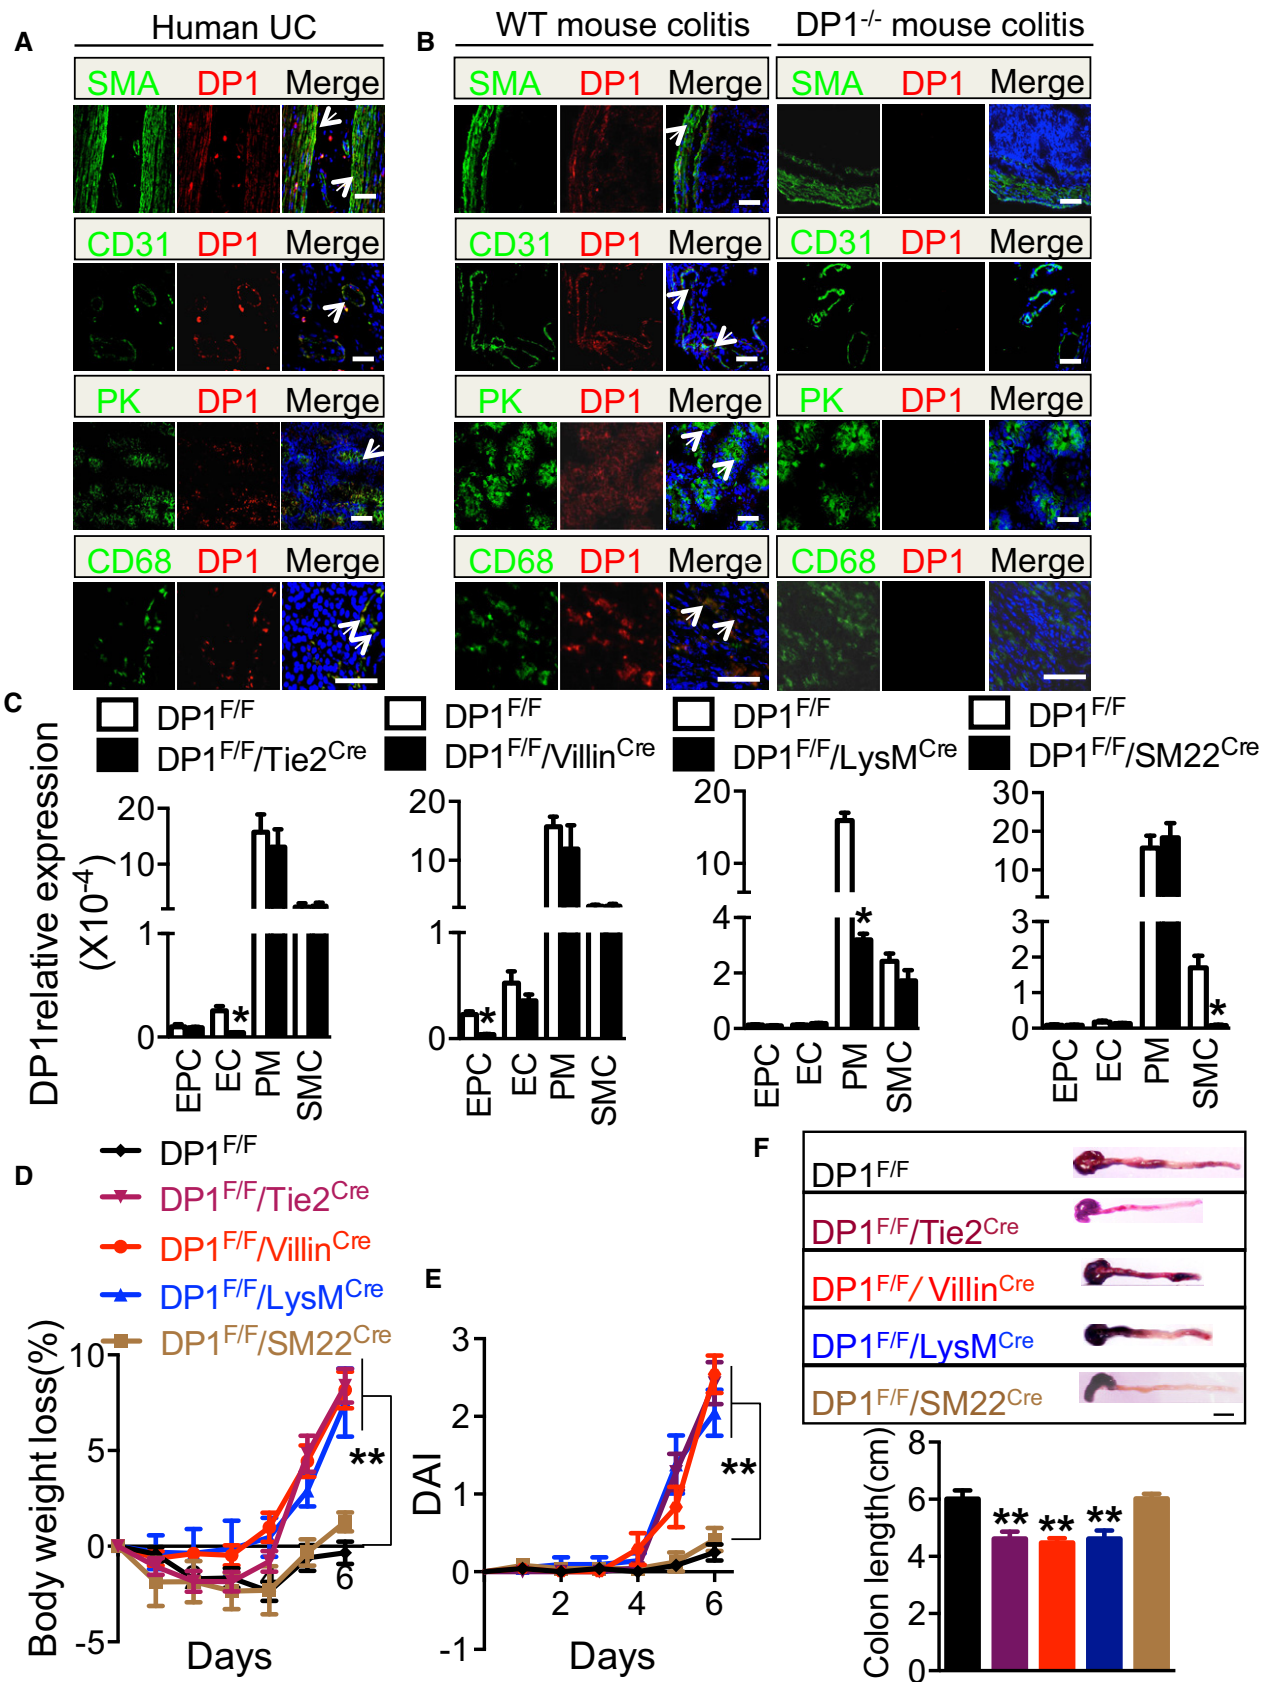 A
Human UC
SMA DP1 Merge
CD31 DP1 Merge
PK DP1 Merge
CD68 DP1 Merge
B
WT mouse colitis
DP1-/- mouse colitis
SMA DP1 Merge SMA DP1 Merge
CD31 DP1 Merge CD31 DP1 Merge
PK DP1 Merge PK DP1 Merge
CD68 DP1 Merge CD68 DP1 Merge
C
DP1relative expression
(X10-4)
DP1F/F
DP1F/F/Tie2Cre
20
10
1
0
*
EPC
EC
PM
SMC
DP1F/F
DP1F/F/VillinCre
20
10
1
0
*
EPC
EC
PM
SMC
DP1F/F
DP1F/F/LysMCre
20
10
4
2
0
*
EPC
EC
PM
SMC
DP1F/F
DP1F/F/SM22Cre
30
20
10
3
2
1
0
*
EPC
EC
PM
SMC
D
DP1F/F
DP1F/F/Tie2Cre
DP1F/F/VillinCre
DP1F/F/LysMCre
DP1F/F/SM22Cre
Body weight loss(%)
10
5
0
-5
6
**
Days
E
DAI
3
2
1
0
-1
2 4 6
**
Days
F
DP1F/F
DP1F/F/Tie2Cre
DP1F/F/ VillinCre
DP1F/F/LysMCre
DP1F/F/SM22Cre
Colon length(cm)
8
6
4
2
0
** ** **